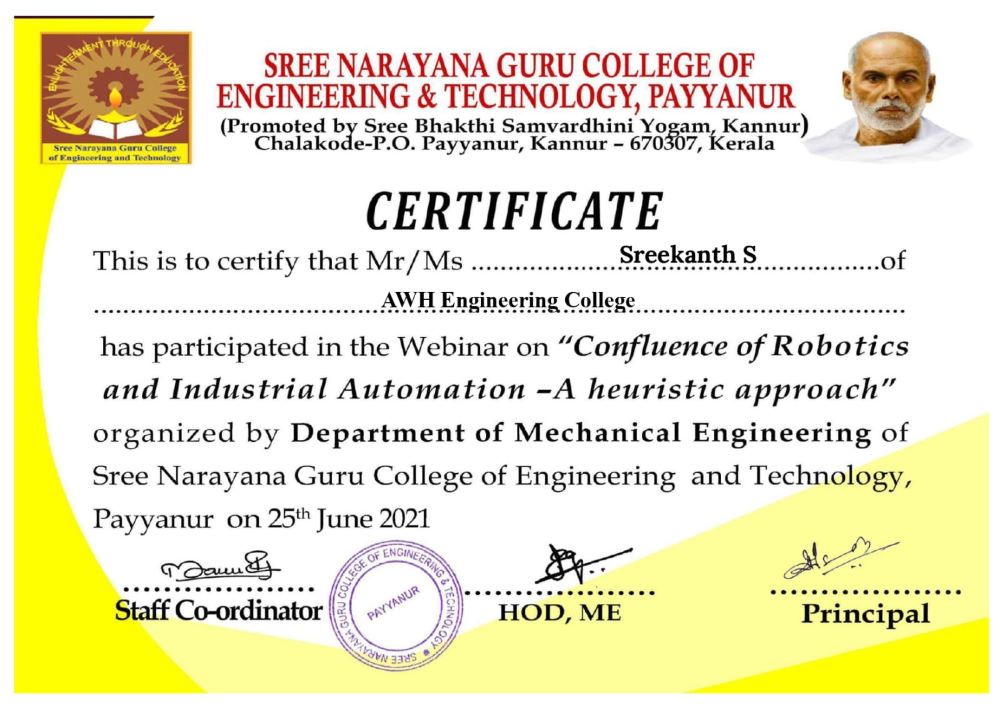 ENLIGHTENMENT THROUGH EDUCATION
Sree Narayana Guru College
of Engineering and Technology
SREE NARAYANA GURU COLLEGE OF
ENGINEERING & TECHNOLOGY, PAYYANUR
(Promoted by Sree Bhakthi Samvardhini Yogam, Kannur)
Chalakode-P.O. Payyanur, Kannur – 670307, Kerala
CERTIFICATE
This is to certify that Mr/Ms ......Sreekanth S......of
......AWH Engineering College......
has participated in the Webinar on “Confluence of Robotics
and Industrial Automation –A heuristic approach”
organized by Department of Mechanical Engineering of
Sree Narayana Guru College of Engineering and Technology,
Payyanur on 25th June 2021
SREE NARAYANA GURU COLLEGE OF ENGINEERING & TECHNOLOGY
PAYYANUR
Staff Co-ordinator
HOD, ME
Principal